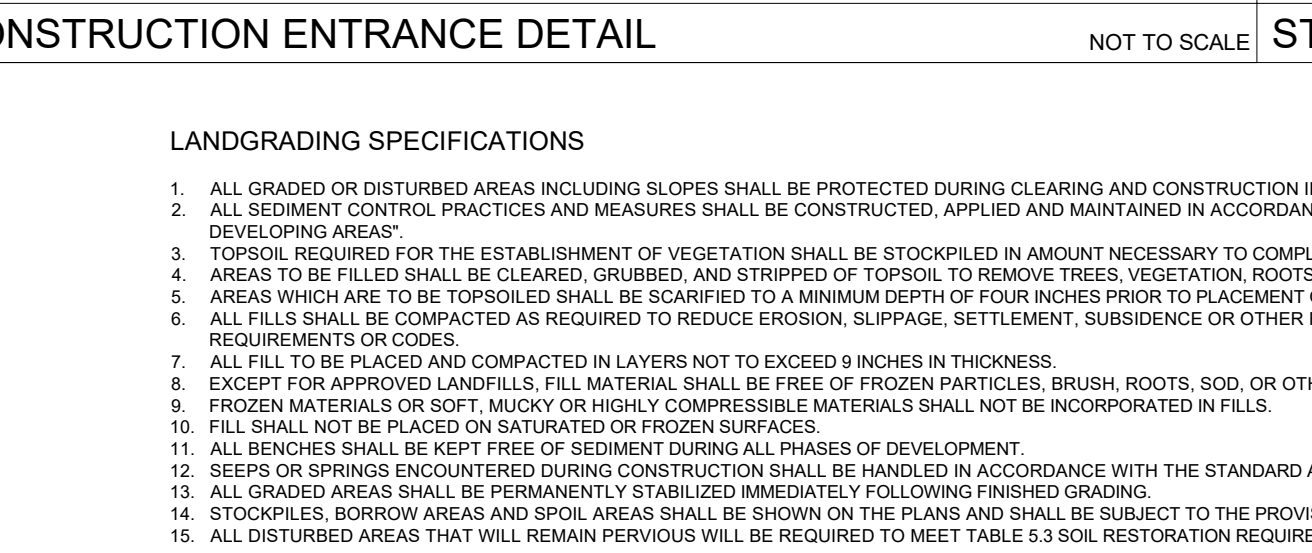 CONSTRUCTION ENTRANCE DETAIL NOT TO SCALE
LANDGRADING SPECIFICATIONS
1. ALL GRADED OR DISTURBED AREAS INCLUDING SLOPES SHALL BE PROTECTED DURING CLEARING AND CONSTRUCTION
2. ALL SEDIMENT CONTROL PRACTICES AND MEASURES SHALL BE CONSTRUCTED, APPLIED AND MAINTAINED IN
DEVELOPING AREAS".
3. TOPSOIL REQUIRED FOR THE ESTABLISHMENT OF VEGETATION SHALL BE STOCKPILED IN AMOUNT NECESSARY TO
4. AREAS TO BE FILLED SHALL BE CLEARED, GRUBBED, AND STRIPPED OF TOPSOIL TO REMOVE TREES, VEGETATION, ROOTS
5. AREAS WHICH ARE TO BE TOPSOILED SHALL BE SCARIFIED TO A MINIMUM DEPTH OF FOUR INCHES PRIOR TO PLACEMENT
6. ALL FILLS SHALL BE COMPACTED AS REQUIRED TO REDUCE EROSION, SLIPPAGE, SETTLEMENT, SUBSIDENCE OR OTHER
REQUIREMENTS OR CODES.
7. ALL FILL TO BE PLACED AND COMPACTED IN LAYERS NOT TO EXCEED 9 INCHES IN THICKNESS.
8. EXCEPT FOR APPROVED LANDFILLS, FILL MATERIAL SHALL BE FREE OF FROZEN PARTICLES, BRUSH, ROOTS, SOD, OR
9. FROZEN MATERIALS OR SOFT, MUCKY OR HIGHLY COMPRESSIBLE MATERIALS SHALL NOT BE INCORPORATED IN FILLS.
10. FILL SHALL NOT BE PLACED ON SATURATED OR FROZEN SURFACES.
11. ALL BENCHES SHALL BE KEPT FREE OF SEDIMENT DURING ALL PHASES OF DEVELOPMENT.
12. SEEPS OR SPRINGS ENCOUNTERED DURING CONSTRUCTION SHALL BE HANDLED IN ACCORDANCE WITH THE STANDARD
13. ALL GRADED AREAS SHALL BE PERMANENTLY STABILIZED IMMEDIATELY FOLLOWING FINISHED GRADING.
14. STOCKPILES, BORROW AREAS AND SPOIL AREAS SHALL BE SHOWN ON THE PLANS AND SHALL BE SUBJECT TO THE
15. ALL DISTURBED AREAS THAT WILL REMAIN PERVIOUS WILL BE REQUIRED TO MEET TABLE 5.3 SOIL RESTORATION